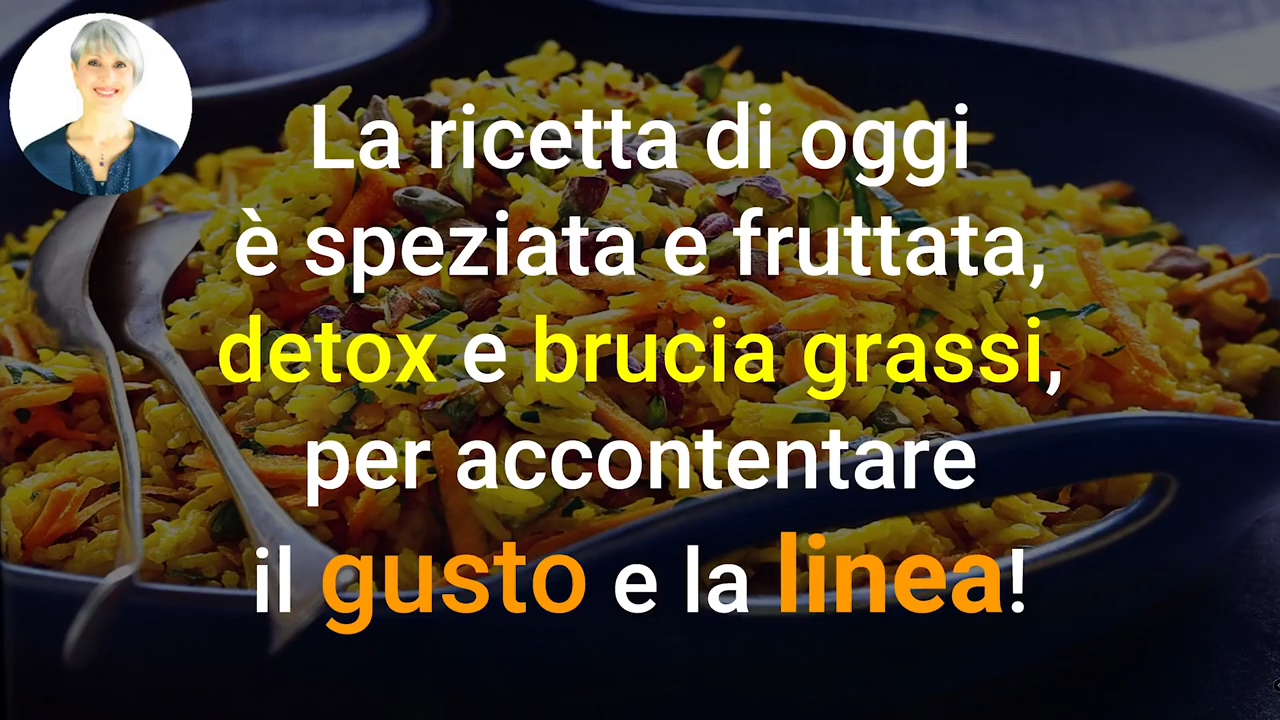 La ricetta di oggi
è speziata e fruttata,
detox e brucia grassi,
per accontentare
il gusto e la linea!